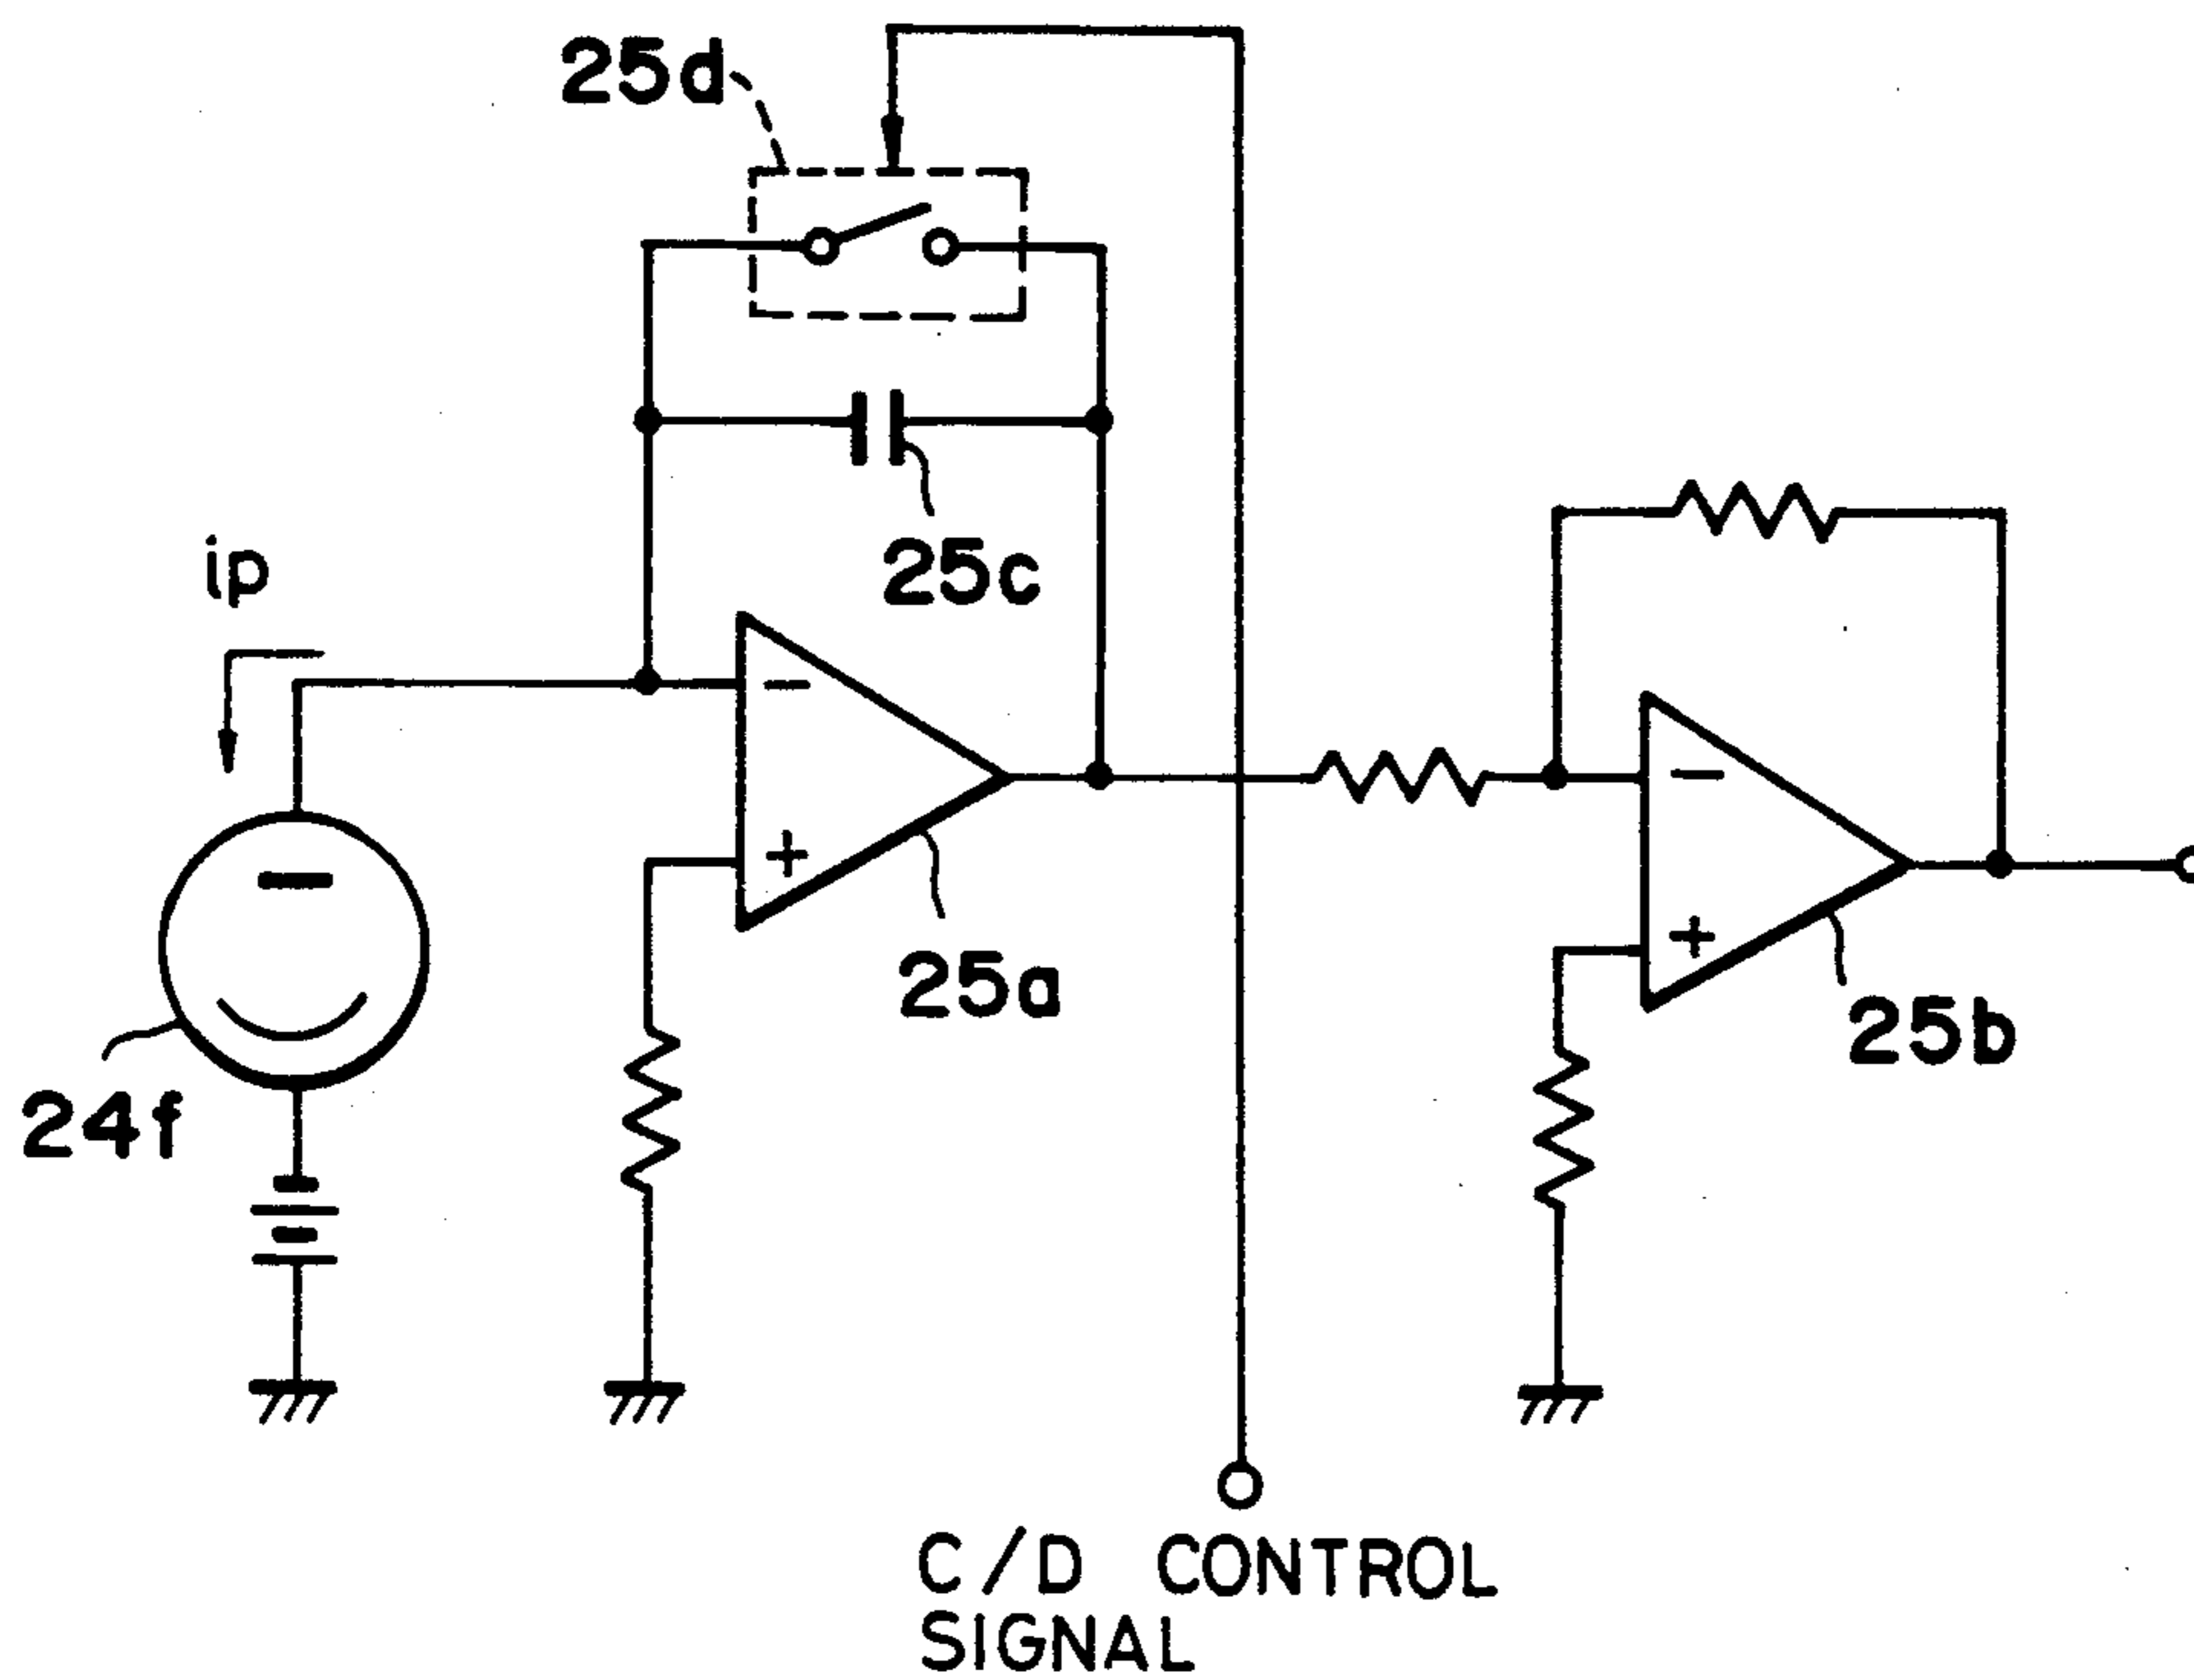 25d
25c
ip
−
−
+
25a
+
25b
24f
C/D CONTROL
SIGNAL